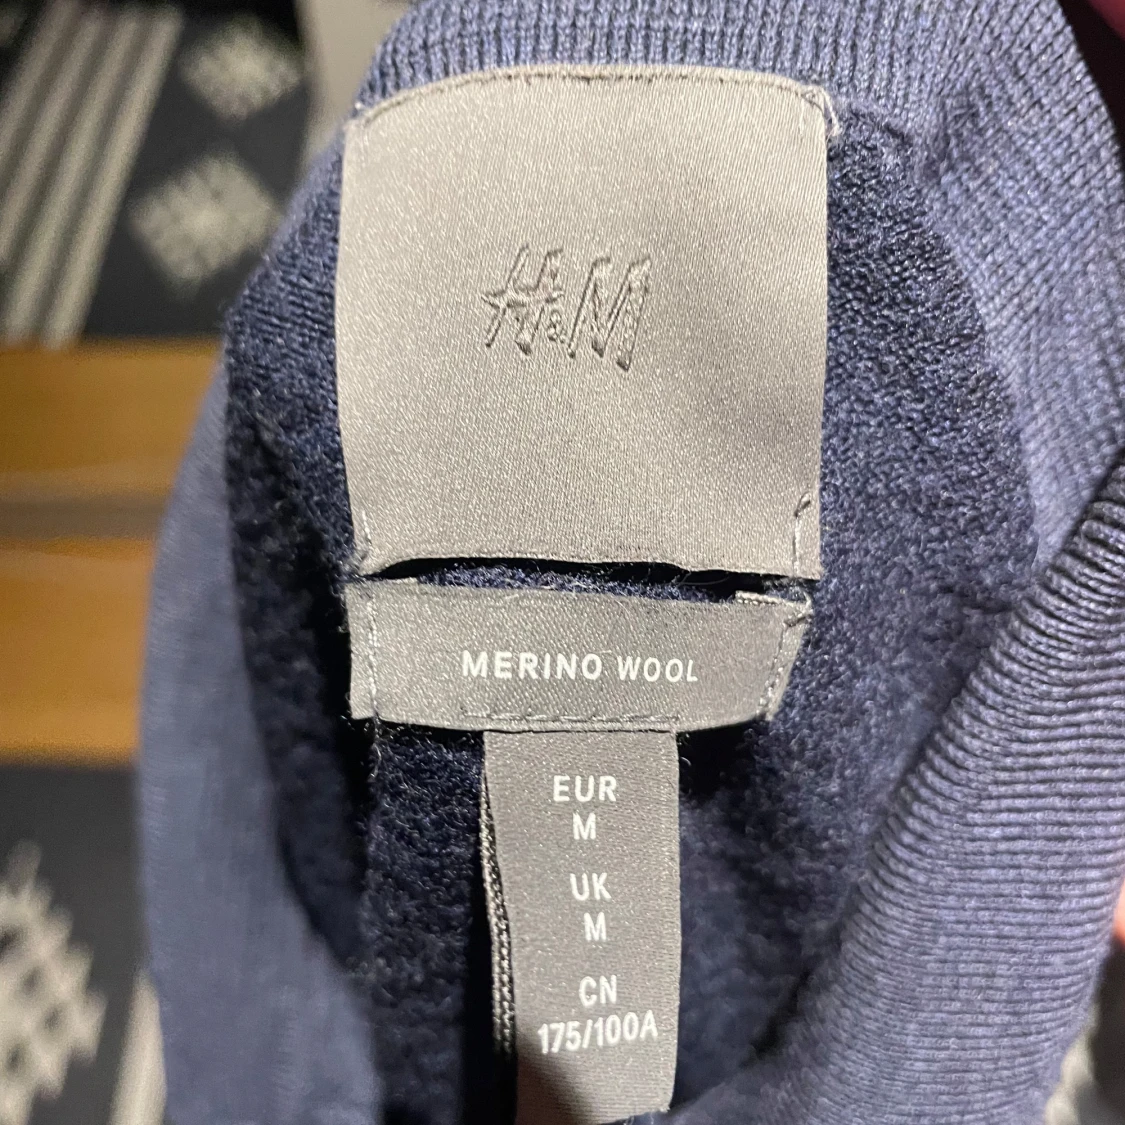 H&M
MERINO WOOL
EUR
M
UK
M
CN
175/100A